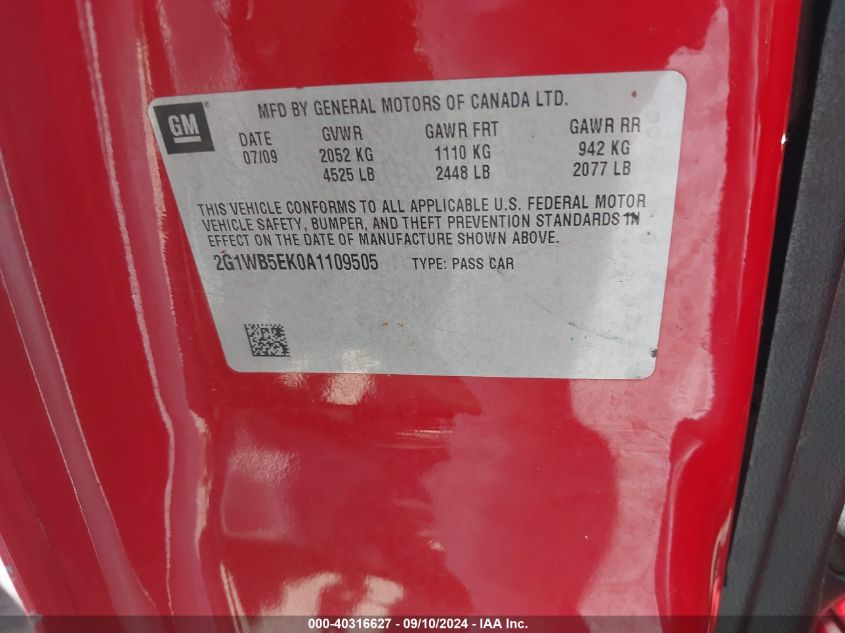 MFD BY GENERAL MOTORS OF CANADA LTD.
GM
DATE GVWR GAWR FRT GAWR RR
07/09 2052 KG 1110 KG 942 KG
4525 LB 2448 LB 2077 LB
THIS VEHICLE CONFORMS TO ALL APPLICABLE U.S. FEDERAL MOTOR
VEHICLE SAFETY, BUMPER, AND THEFT PREVENTION STANDARDS IN
EFFECT ON THE DATE OF MANUFACTURE SHOWN ABOVE.
2G1WB5EK0A1109505 TYPE: PASS CAR
000-40316627 - 09/10/2024 - IAA Inc.